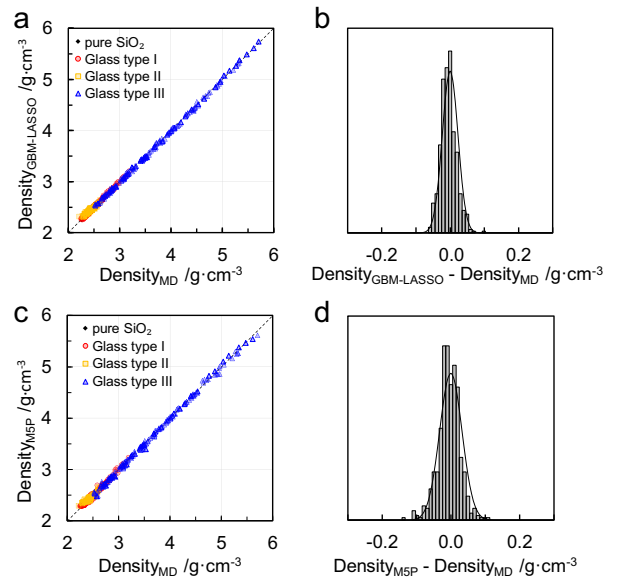 a
Density_GBM-LASSO /g·cm⁻³
6
5
4
3
2
◆ pure SiO₂
Glass type I
Glass type II
Glass type III
2 3 4 5 6
Density_MD /g·cm⁻³
b
-0.2 0.0 0.2
Density_GBM-LASSO - Density_MD /g·cm⁻³
c
Density_M5P /g·cm⁻³
6
5
4
3
2
◆ pure SiO₂
Glass type I
Glass type II
Glass type III
2 3 4 5 6
Density_MD /g·cm⁻³
d
-0.2 0.0 0.2
Density_M5P - Density_MD /g·cm⁻³